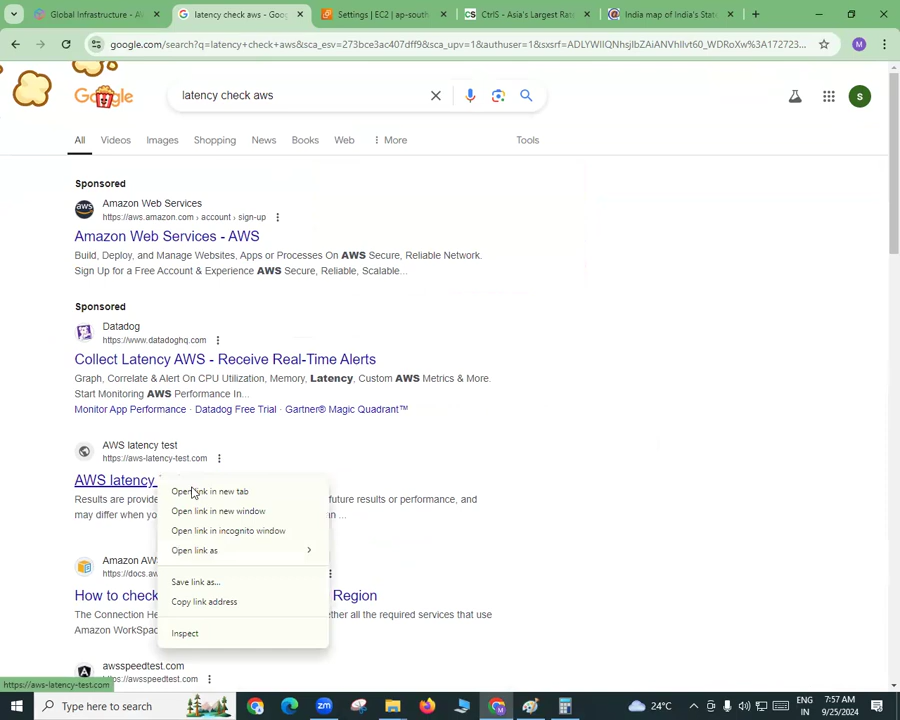 Global Infrastructure - AW
latency check aws - Goo
Settings | EC2 | ap-south
CtrlS - Asia's Largest Rate
India map of India's State
google.com/search?q=latency+check+aws&sca_esv=273bce3ac407dff9&sca_upv=1&authuser=1&sxsrf=
M
Google
latency check aws
S
All
Videos
Images
Shopping
News
Books
Web
More
Tools
Sponsored
aws
Amazon Web Services
https://aws.amazon.com › account › sign-up
Amazon Web Services - AWS
Build, Deploy, and Manage Websites, Apps or Processes On AWS Secure, Reliable Network.
Sign Up for a Free Account & Experience AWS Secure, Reliable, Scalable...
Sponsored
Datadog
https://www.datadoghq.com
Collect Latency AWS - Receive Real-Time Alerts
Graph, Correlate & Alert On CPU Utilization, Memory, Latency, Custom AWS Metrics & More.
Start Monitoring AWS Performance In...
Monitor App Performance · Datadog Free Trial · Gartner® Magic Quadrant™
AWS latency test
https://aws-latency-test.com
AWS latency
Results are provide
future results or performance, and
may differ when yo
...
Open link in new tab
Open link in new window
Open link in incognito window
Open link as
Save link as...
Copy link address
Inspect
Amazon AW
https://docs.aw
How to check
Region
The Connection He
ther all the required services that use
Amazon WorkSpac
awsspeedtest.com
https://awsspeedtest.com
https://aws-latency-test.com
Type here to search
zm
M
24°C
ENG
IN
7:57 AM
9/25/2024